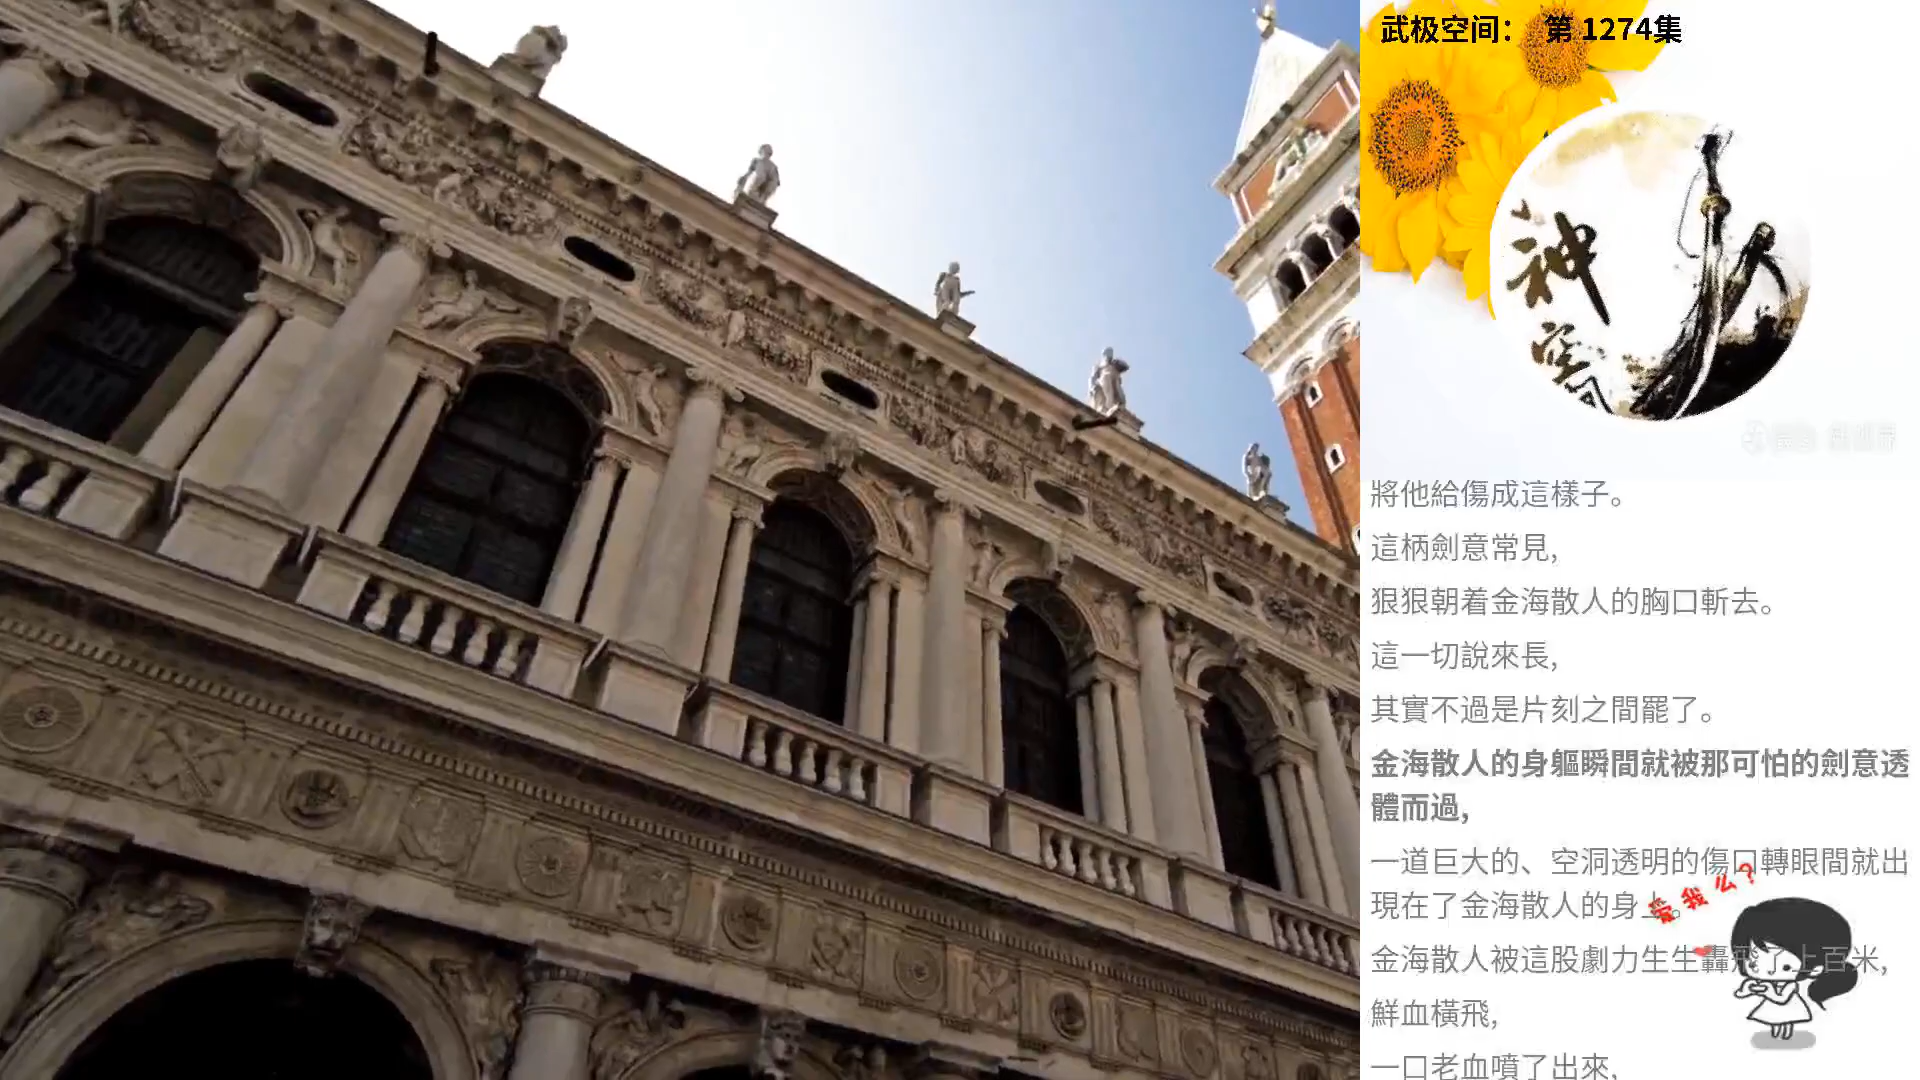 武极空间： 第 1274集
神
空
將他給傷成這樣子。
這柄劍意常見,
狠狠朝着金海散人的胸口斬去。
這一切說來長,
其實不過是片刻之間罷了。
金海散人的身軀瞬間就被那可怕的劍意透
體而過,
一道巨大的、空洞透明的傷口轉眼間就出
現在了金海散人的身上。
愛我么?
金海散人被這股劇力生生轟飛了上百米,
鮮血橫飛,
一口老血噴了出來,